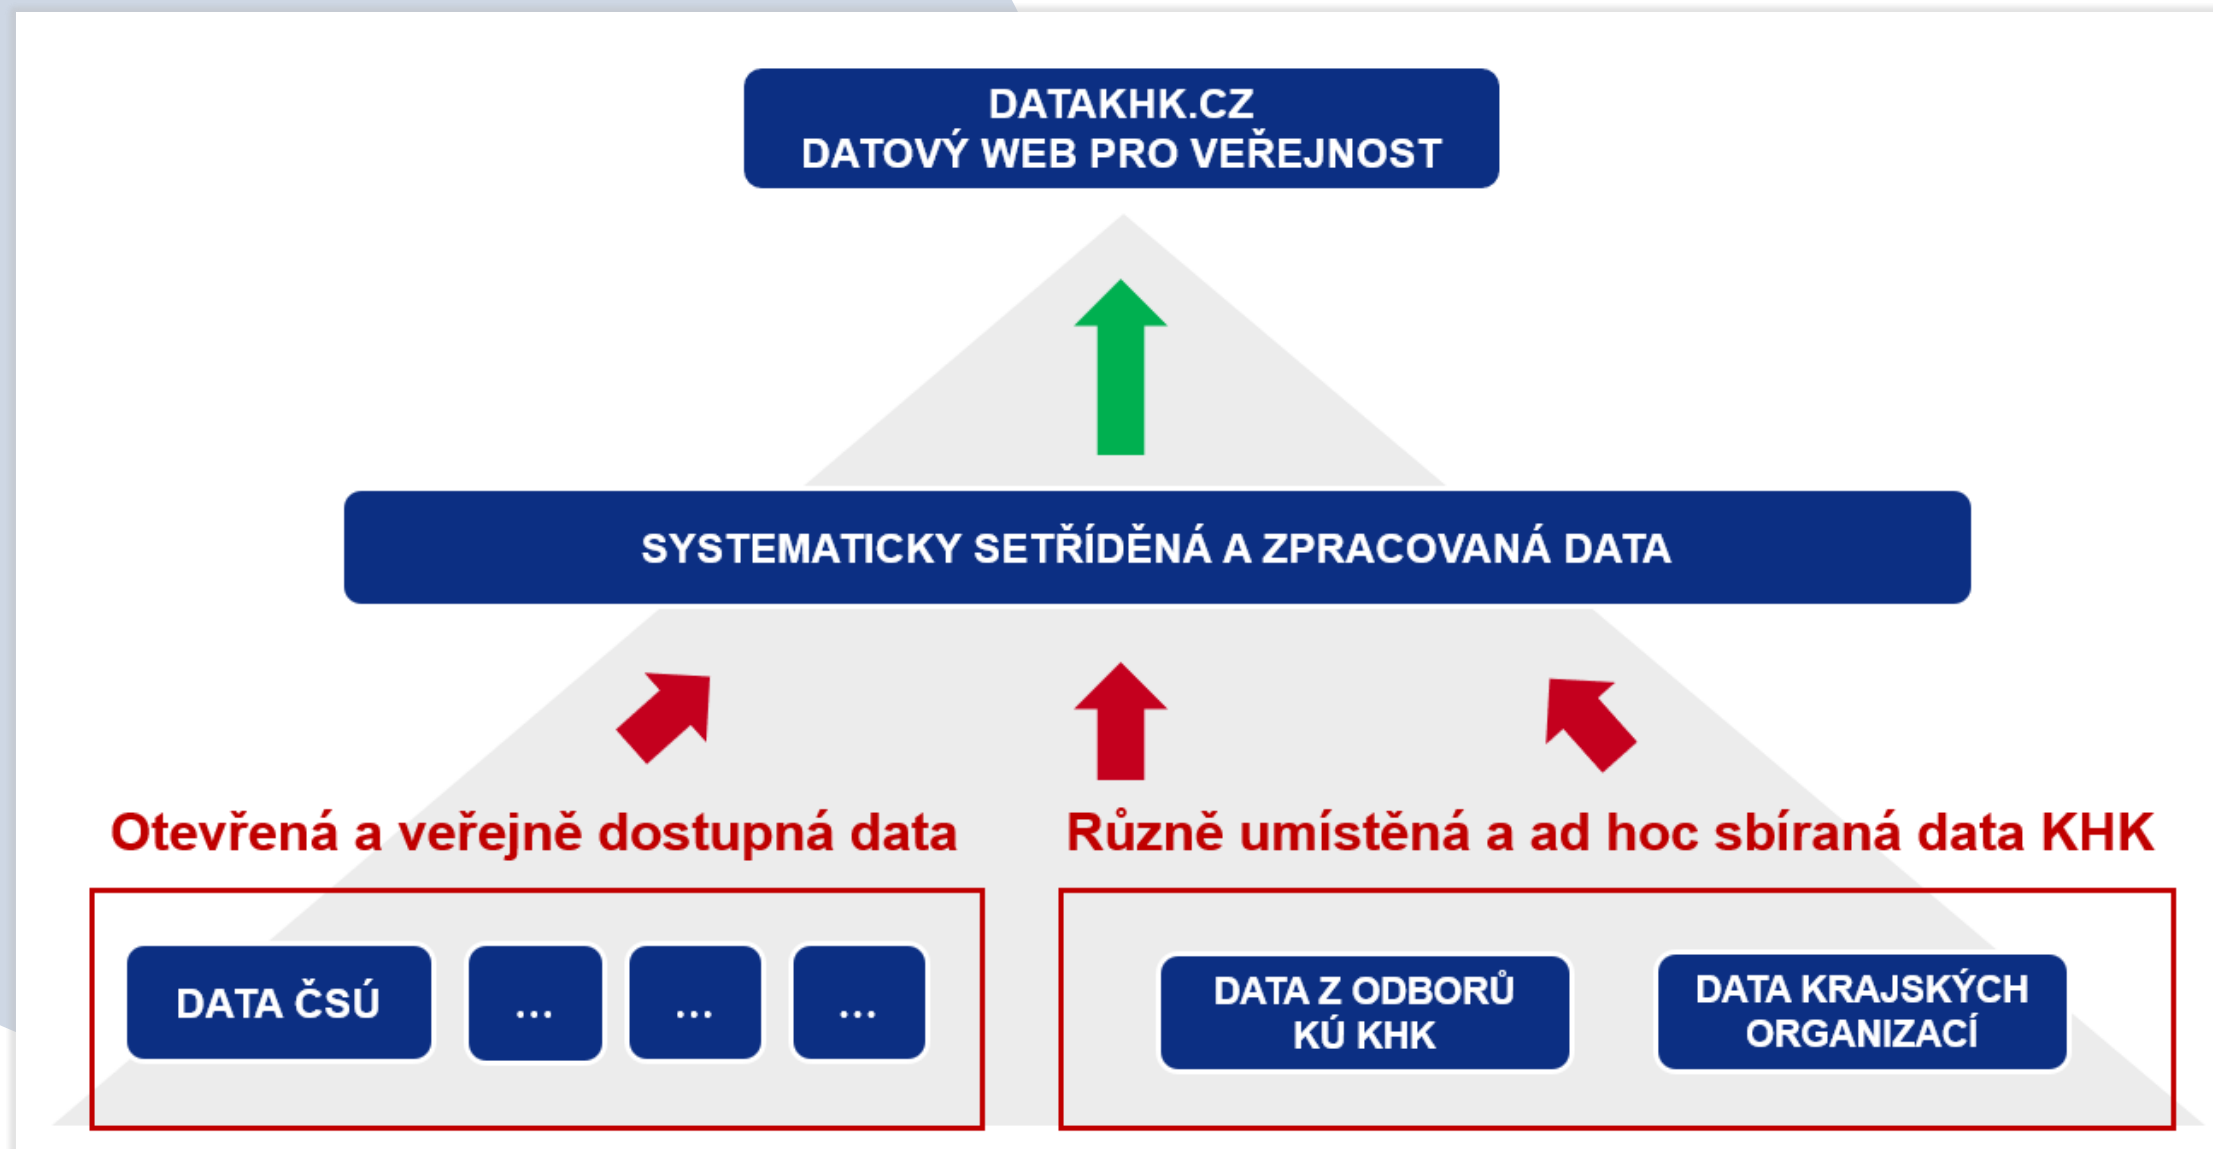 DATAKHK.CZ
DATOVÝ WEB PRO VEŘEJNOST
SYSTEMATICKY SETŘÍDĚNÁ A ZPRACOVANÁ DATA
Otevřená a veřejně dostupná data
DATA ČSÚ
...
...
...
Různě umístěná a ad hoc sbíraná data KHK
DATA Z ODBORŮ
KÚ KHK
DATA KRAJSKÝCH
ORGANIZACÍ